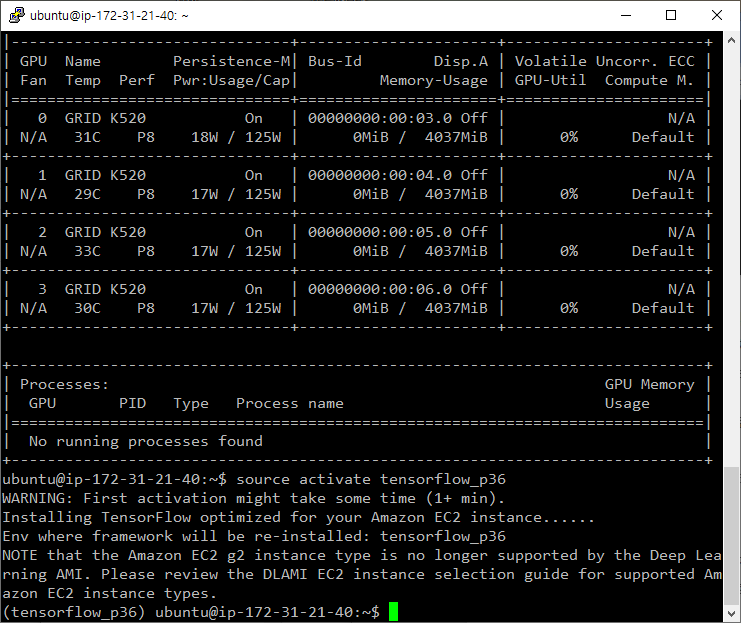 ubuntu@ip-172-31-21-40: ~
|-------------------------------+----------------------+----------------------+
| GPU  Name        Persistence-M| Bus-Id        Disp.A | Volatile Uncorr. ECC |
| Fan  Temp  Perf  Pwr:Usage/Cap|         Memory-Usage | GPU-Util  Compute M. |
|===============================+======================+======================|
|   0  GRID K520           On   | 00000000:00:03.0 Off |                  N/A |
| N/A   31C    P8    18W / 125W |      0MiB /  4037MiB |      0%      Default |
+-------------------------------+----------------------+----------------------+
|   1  GRID K520           On   | 00000000:00:04.0 Off |                  N/A |
| N/A   29C    P8    17W / 125W |      0MiB /  4037MiB |      0%      Default |
+-------------------------------+----------------------+----------------------+
|   2  GRID K520           On   | 00000000:00:05.0 Off |                  N/A |
| N/A   33C    P8    17W / 125W |      0MiB /  4037MiB |      0%      Default |
+-------------------------------+----------------------+----------------------+
|   3  GRID K520           On   | 00000000:00:06.0 Off |                  N/A |
| N/A   30C    P8    17W / 125W |      0MiB /  4037MiB |      0%      Default |
+-------------------------------+----------------------+----------------------+
+-----------------------------------------------------------------------------+
| Processes:                                                       GPU Memory |
|  GPU       PID   Type   Process name                             Usage      |
|=============================================================================|
|  No running processes found                                                 |
+-----------------------------------------------------------------------------+
ubuntu@ip-172-31-21-40:~$ source activate tensorflow_p36
WARNING: First activation might take some time (1+ min).
Installing TensorFlow optimized for your Amazon EC2 instance......
Env where framework will be re-installed: tensorflow_p36
NOTE that the Amazon EC2 g2 instance type is no longer supported by the Deep Lea
rning AMI. Please review the DLAMI EC2 instance selection guide for supported Am
azon EC2 instance types.
(tensorflow_p36) ubuntu@ip-172-31-21-40:~$